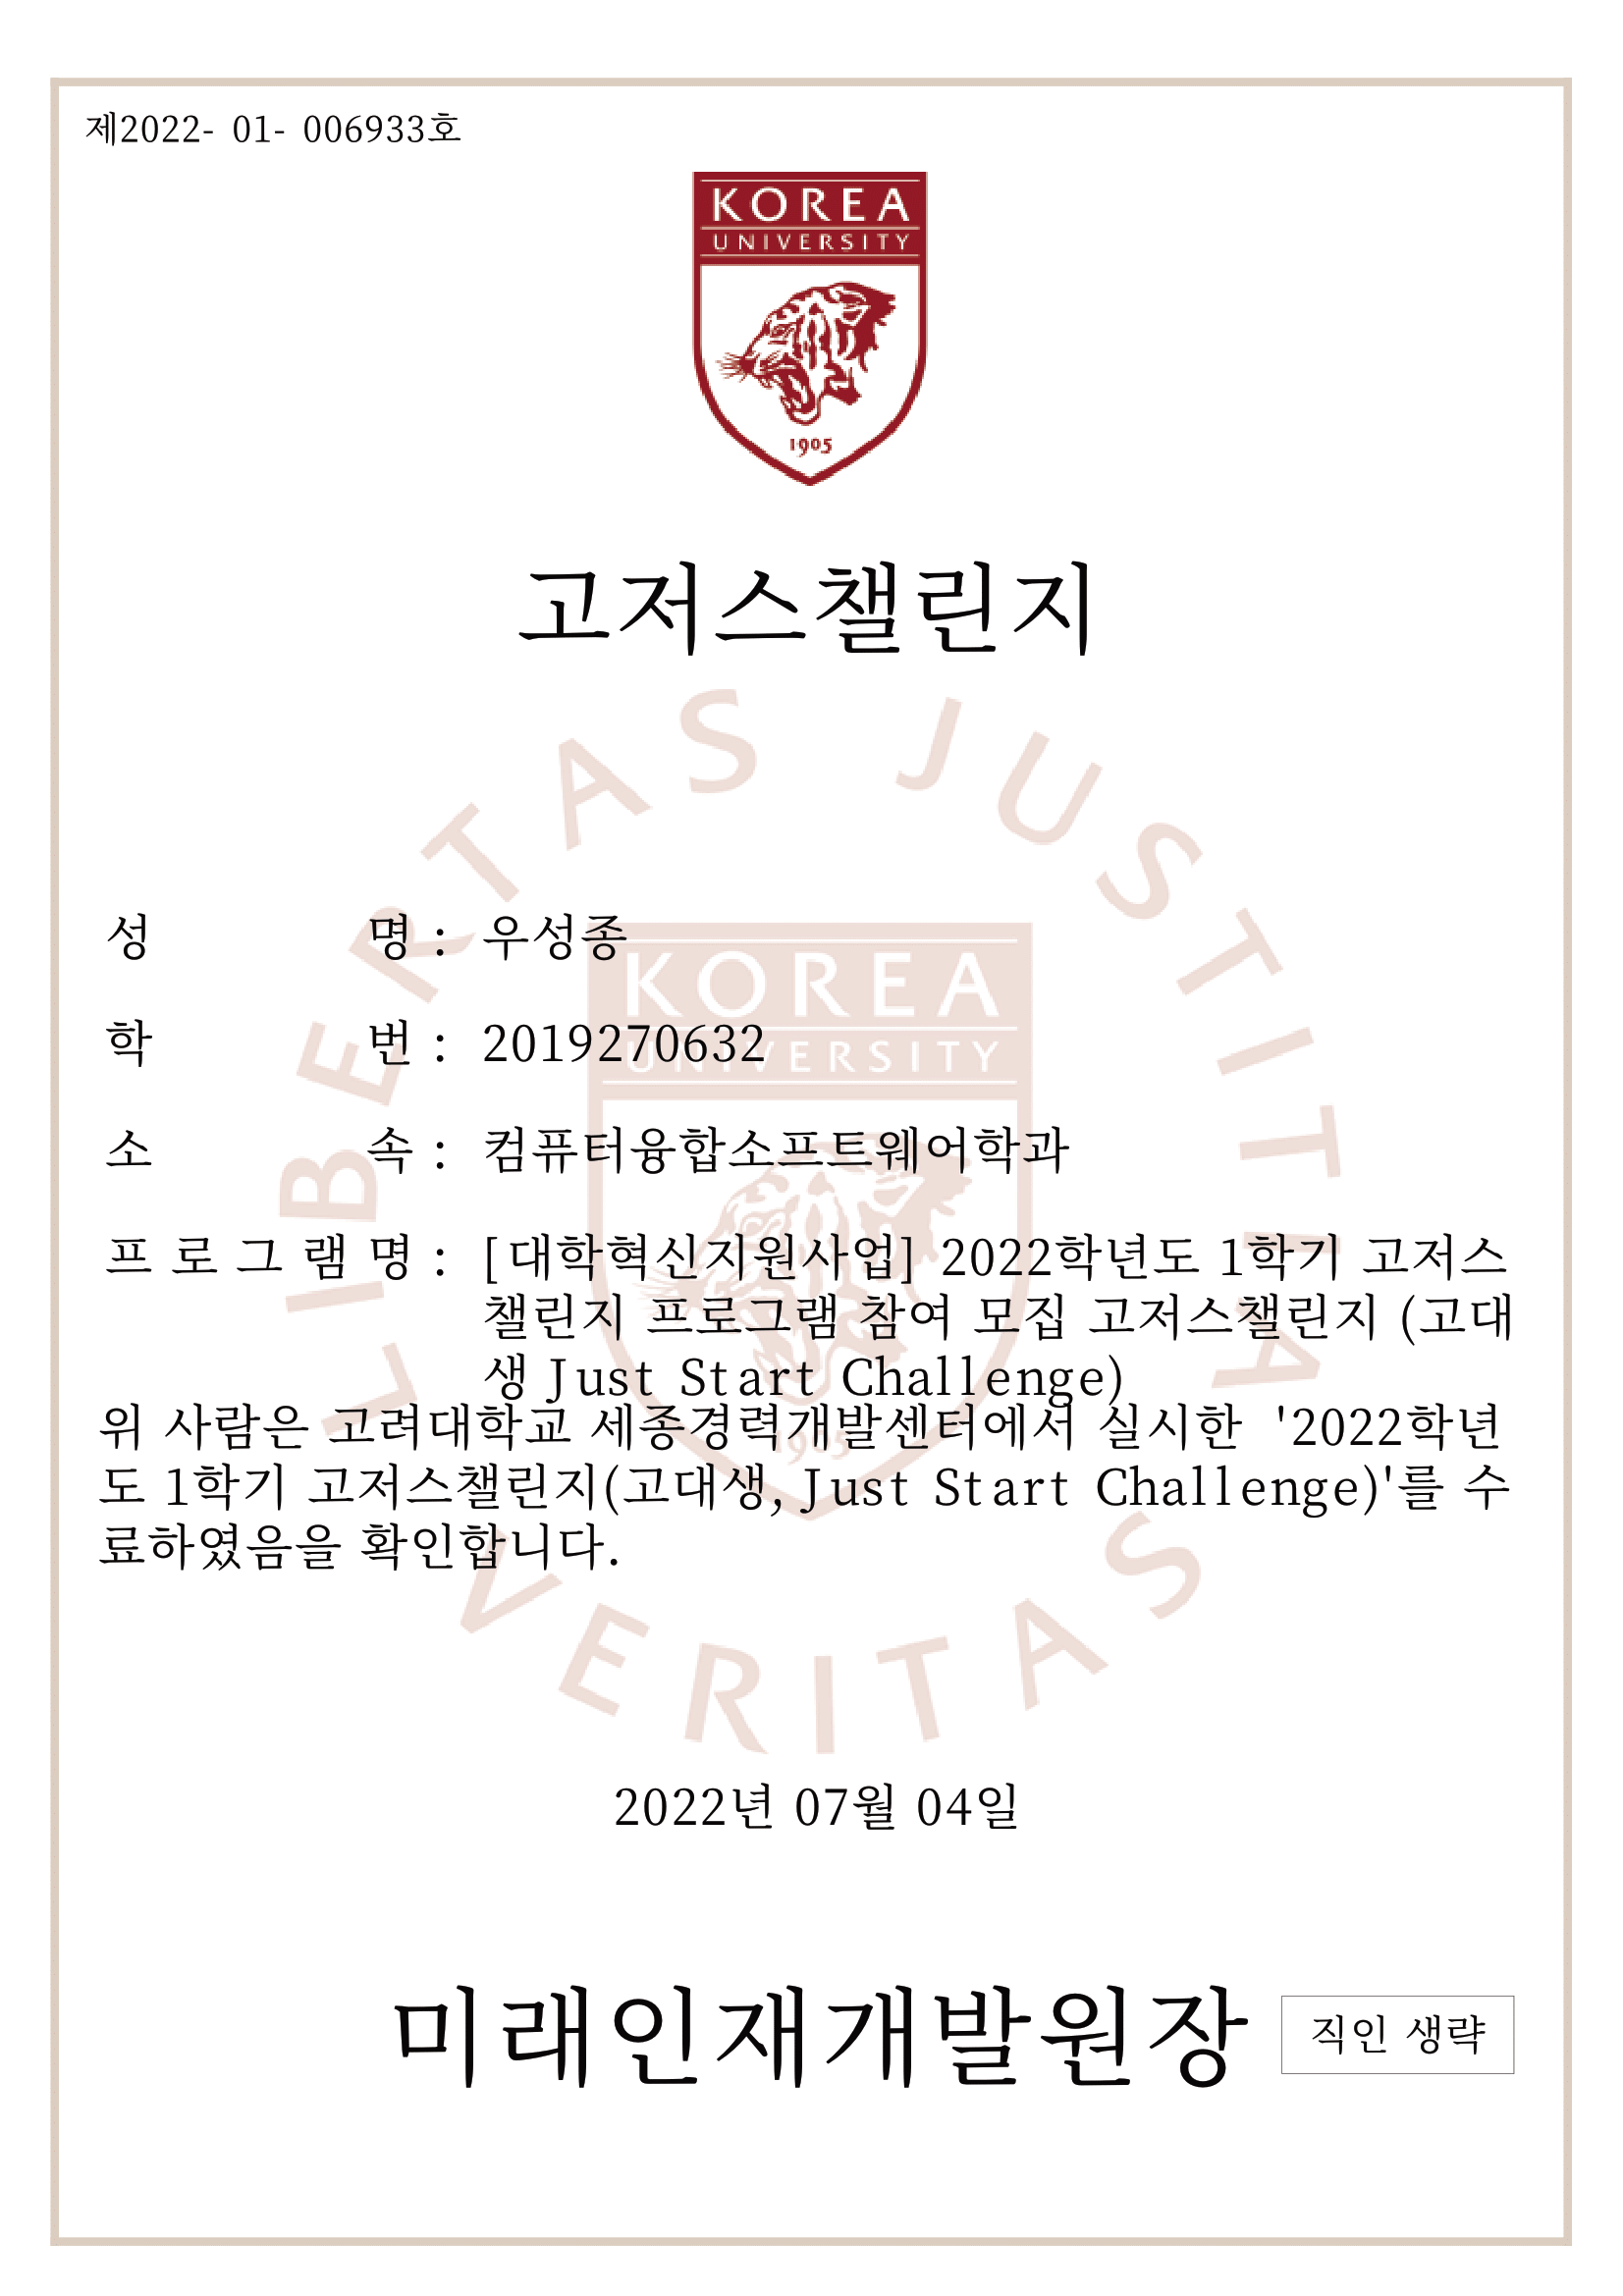 제2022- 01- 006933호
KOREA
UNIVERSITY
1905
고저스챌린지
LIBERTAS JUSTITIA VERITAS
KOREA
UNIVERSITY
1905
성 명 : 우성종
학 번 : 2019270632
소 속 : 컴퓨터융합소프트웨어학과
프로그램명 : [대학혁신지원사업] 2022학년도 1학기 고저스
챌린지 프로그램 참여 모집 고저스챌린지 (고대
생 Just Start Challenge)
위 사람은 고려대학교 세종경력개발센터에서 실시한 '2022학년
도 1학기 고저스챌린지(고대생, Just Start Challenge)'를 수
료하였음을 확인합니다.
2022년 07월 04일
미래인재개발원장
직인 생략